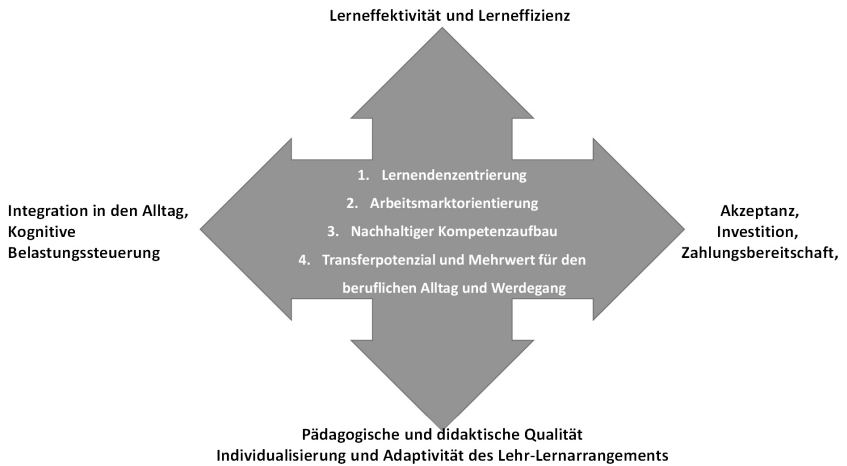 Lerneffektivität und Lerneffizienz
1. Lernendenzentrierung
2. Arbeitsmarktorientierung
3. Nachhaltiger Kompetenzaufbau
4. Transferpotenzial und Mehrwert für den
beruflichen Alltag und Werdegang
Integration in den Alltag,
Kognitive
Belastungssteuerung
Akzeptanz,
Investition,
Zahlungsbereitschaft,
Pädagogische und didaktische Qualität
Individualisierung und Adaptivität des Lehr-Lernarrangements